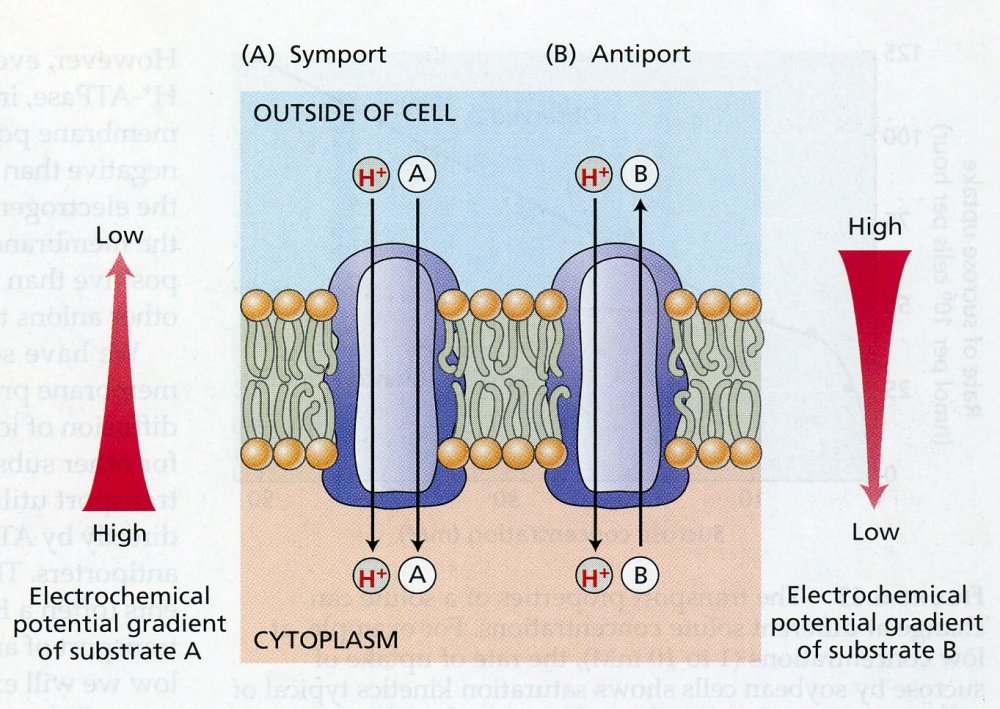 (A) Symport
(B) Antiport
OUTSIDE OF CELL
H⁺ A
H⁺ B
Low
High
High
Low
H⁺ A
H⁺ B
CYTOPLASM
Electrochemical
potential gradient
of substrate A
Electrochemical
potential gradient
of substrate B